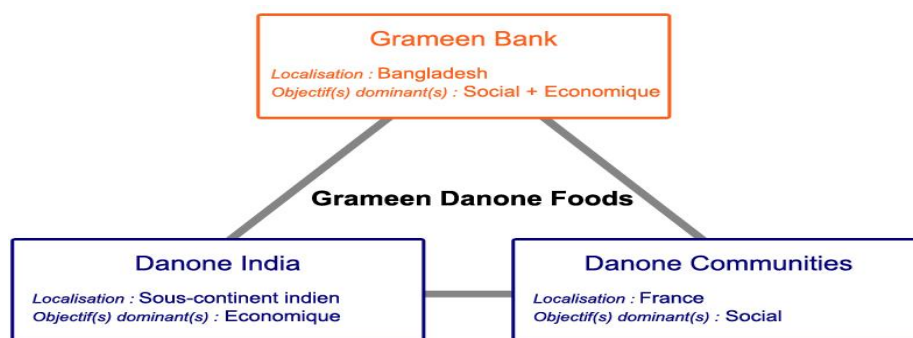 Grameen Bank
Localisation : Bangladesh
Objectif(s) dominant(s) : Social + Economique
Grameen Danone Foods
Danone India
Localisation : Sous-continent indien
Objectif(s) dominant(s) : Economique
Danone Communities
Localisation : France
Objectif(s) dominant(s) : Social